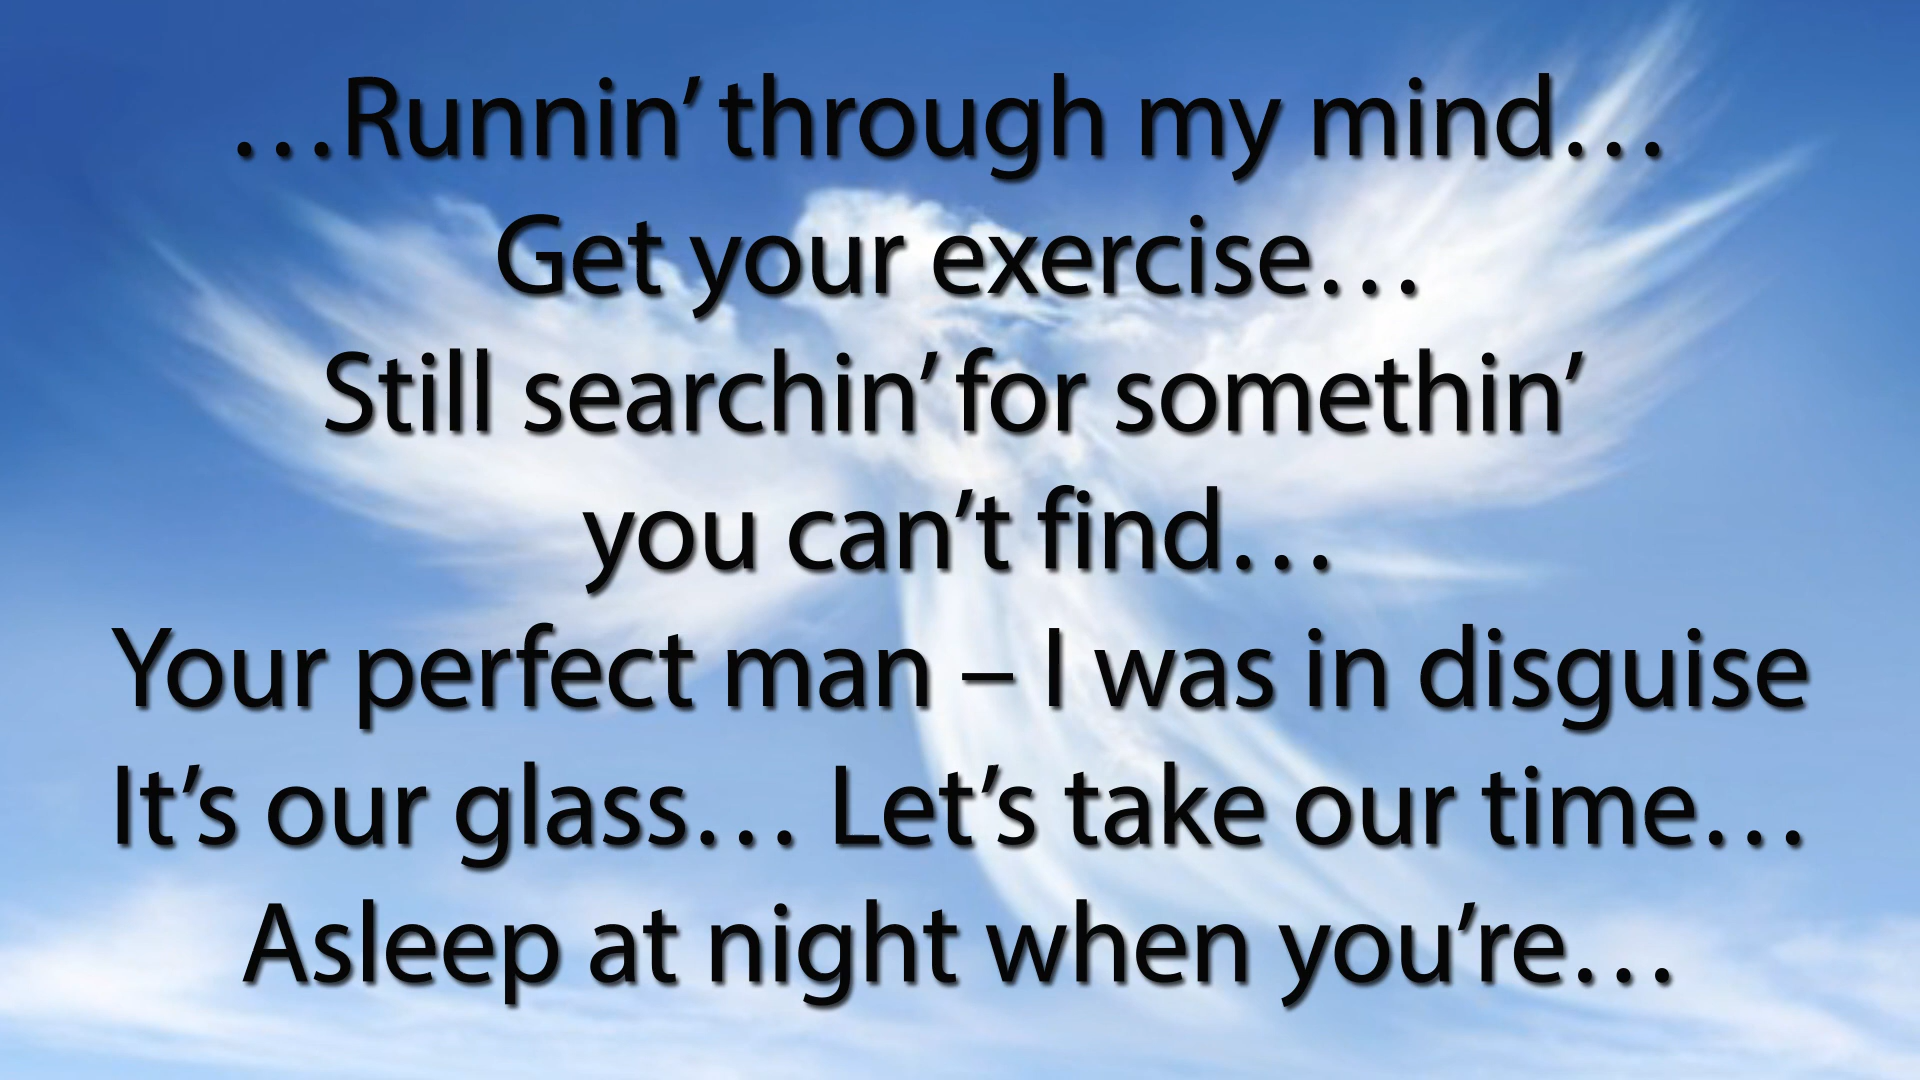 …Runnin’ through my mind…
Get your exercise…
Still searchin’ for somethin’
you can’t find…
Your perfect man – I was in disguise
It’s our glass… Let’s take our time…
Asleep at night when you’re…